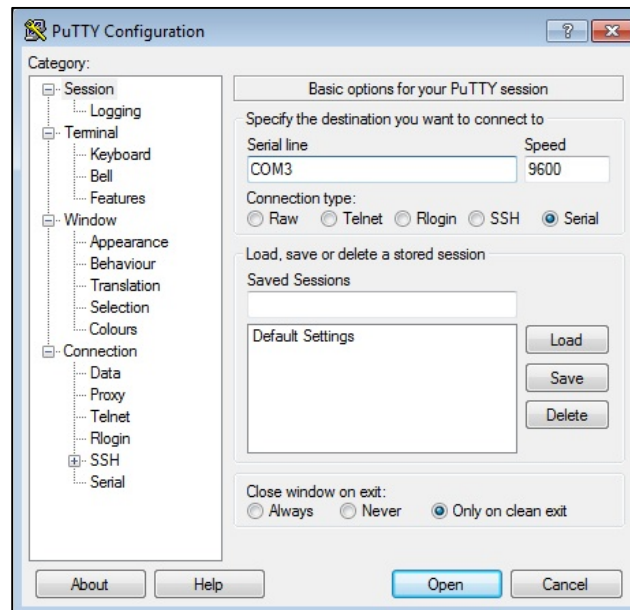 PuTTY Configuration
?
Category:
Session
Logging
Terminal
Keyboard
Bell
Features
Window
Appearance
Behaviour
Translation
Selection
Colours
Connection
Data
Proxy
Telnet
Rlogin
SSH
Serial
Basic options for your PuTTY session
Specify the destination you want to connect to
Serial line Speed
COM3 9600
Connection type:
Raw Telnet Rlogin SSH Serial
Load, save or delete a stored session
Saved Sessions
Default Settings
Load
Save
Delete
Close window on exit:
Always Never Only on clean exit
About Help Open Cancel